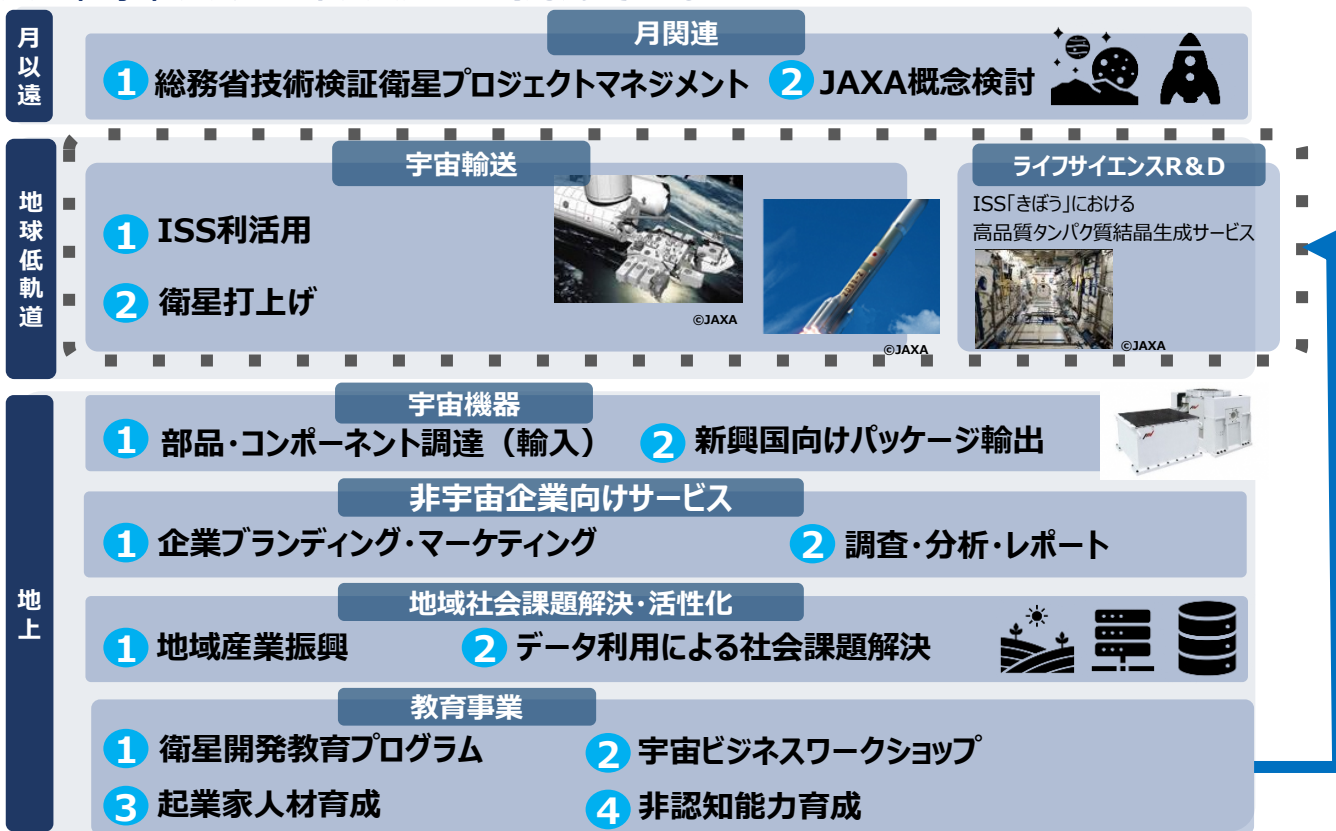 月以遠
月関連
1 総務省技術検証衛星プロジェクトマネジメント
2 JAXA概念検討
地球低軌道
宇宙輸送
1 ISS利活用
2 衛星打上げ
©JAXA
©JAXA
ライフサイエンスR&D
ISS「きぼう」における
高品質タンパク質結晶生成サービス
©JAXA
地上
宇宙機器
1 部品・コンポーネント調達（輸入）
2 新興国向けパッケージ輸出
非宇宙企業向けサービス
1 企業ブランディング・マーケティング
2 調査・分析・レポート
地域社会課題解決・活性化
1 地域産業振興
2 データ利用による社会課題解決
教育事業
1 衛星開発教育プログラム
2 宇宙ビジネスワークショップ
3 起業家人材育成
4 非認知能力育成